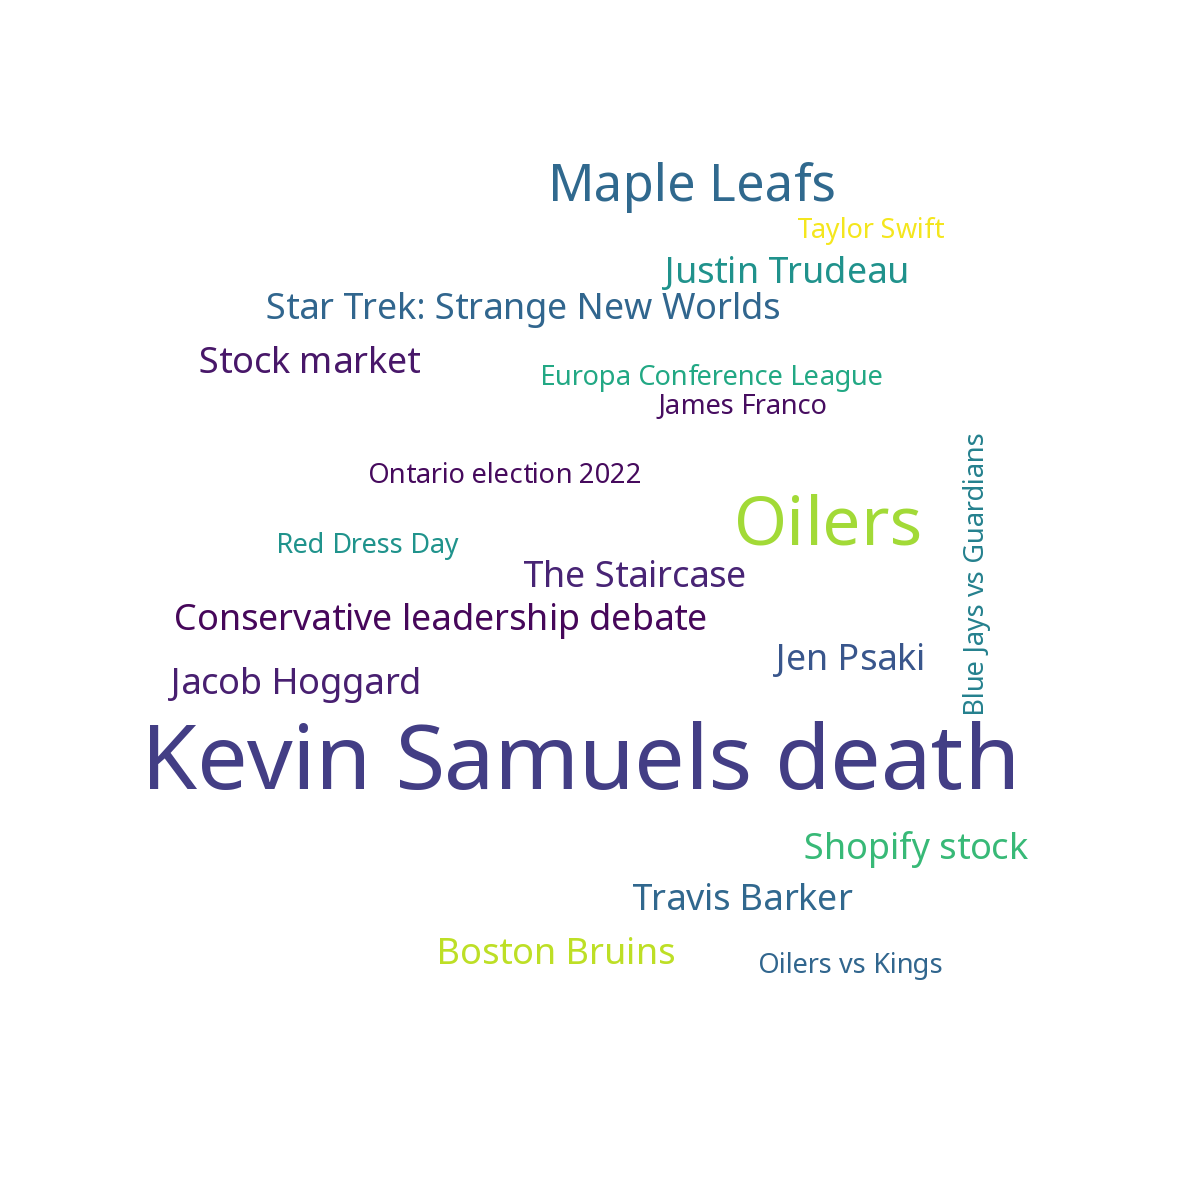 Maple Leafs
Taylor Swift
Justin Trudeau
Star Trek: Strange New Worlds
Stock market
Europa Conference League
James Franco
Ontario election 2022
Oilers
Blue Jays vs Guardians
Red Dress Day
The Staircase
Conservative leadership debate
Jen Psaki
Jacob Hoggard
Kevin Samuels death
Shopify stock
Travis Barker
Boston Bruins
Oilers vs Kings